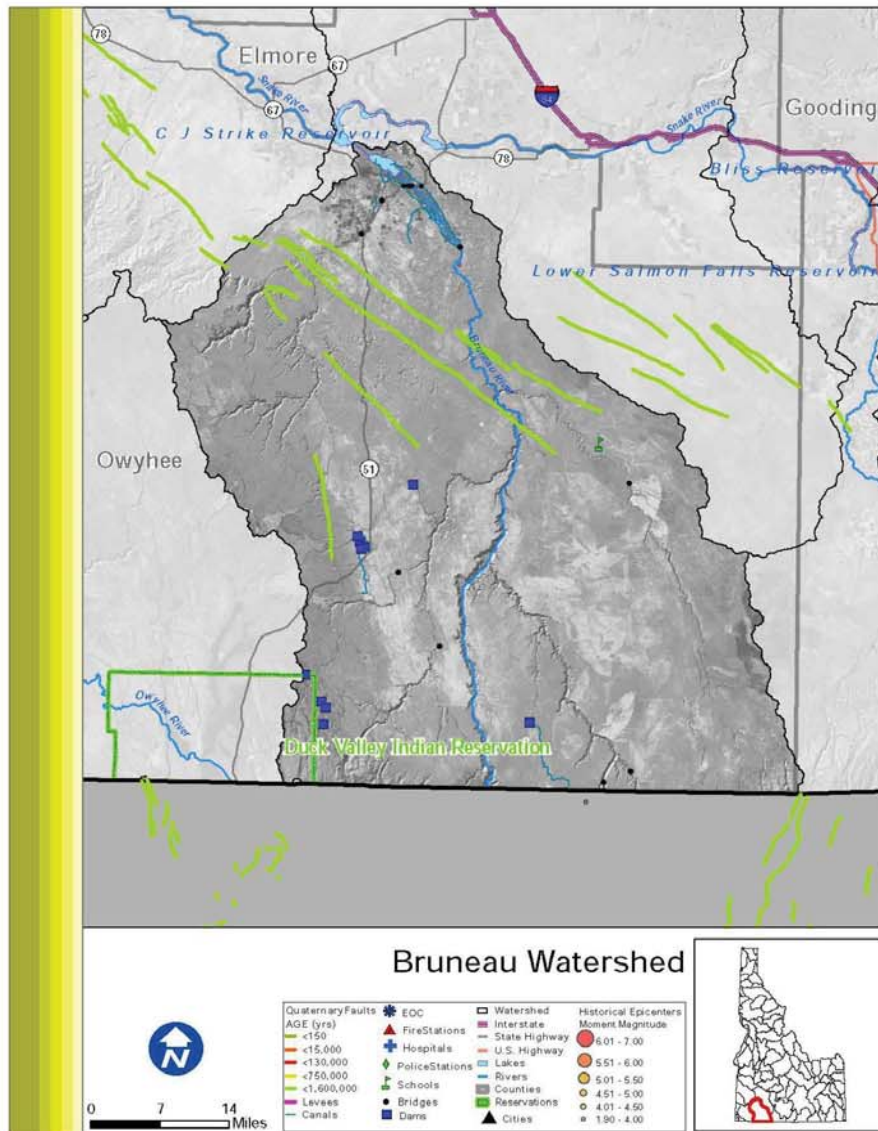 78
Elmore
67
Snake River
67
84
Gooding
C J Strike Reservoir
Snake River
78
Bliss Reservoir
Lower Salmon Falls Reservoir
Bruneau River
Owyhee
51
Owyhee River
Duck Valley Indian Reservation
Bruneau Watershed
N
0 7 14
Miles
Quaternary Faults
AGE (yrs)
<150
<15,000
<130,000
<750,000
<1,600,000
Levees
Canals
EOC
FireStations
Hospitals
PoliceStations
Schools
Bridges
Dams
Watershed
Interstate
State Highway
U.S. Highway
Lakes
Rivers
Counties
Reservations
Cities
Historical Epicenters
Moment Magnitude
6.01 - 7.00
5.51 - 6.00
5.01 - 5.50
4.51 - 5.00
4.01 - 4.50
1.90 - 4.00